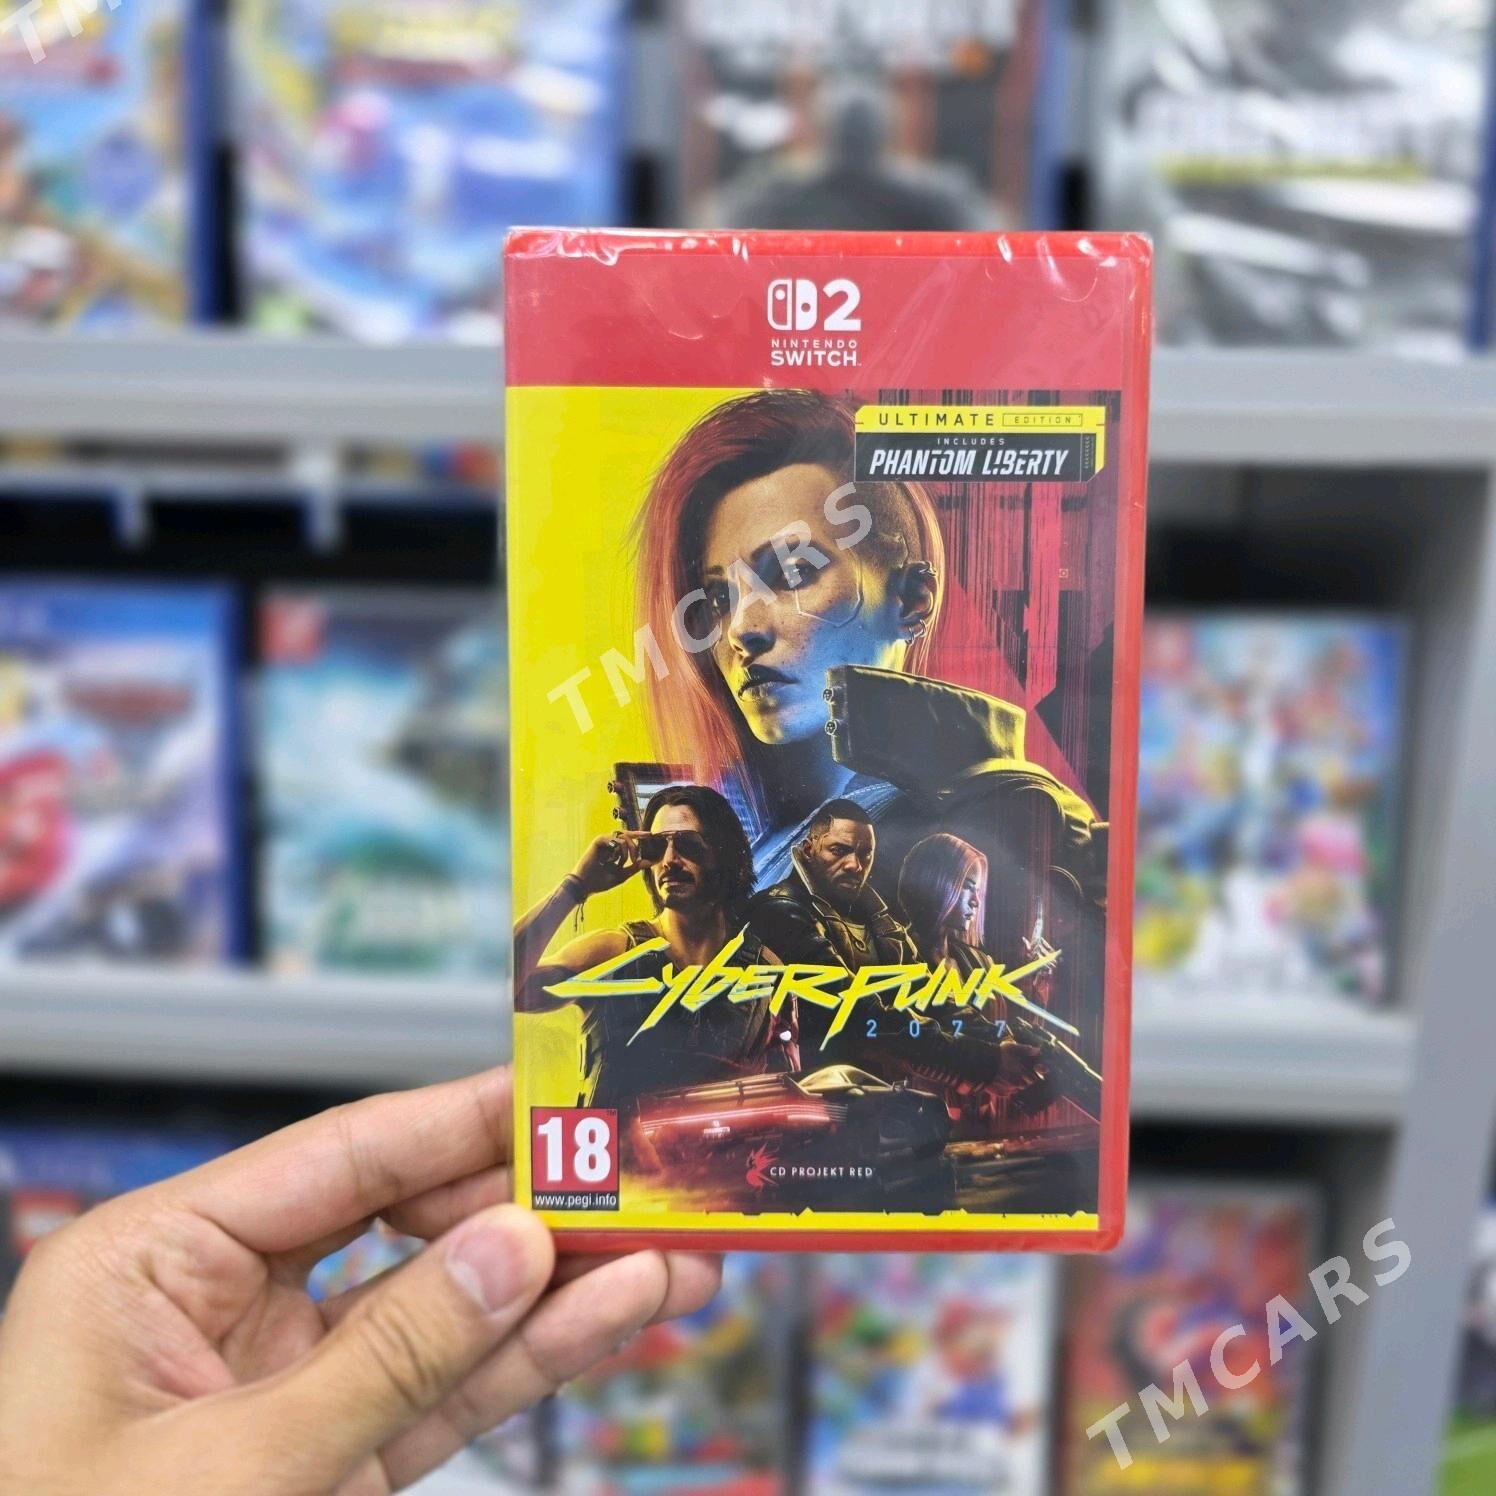 2
NINTENDO
SWITCH
ULTIMATE EDITION
INCLUDES
PHANTOM LIBERTY
TMCARS
CYBERPUNK
2077
18
www.pegi.info
CD PROJEKT RED
TMCARS